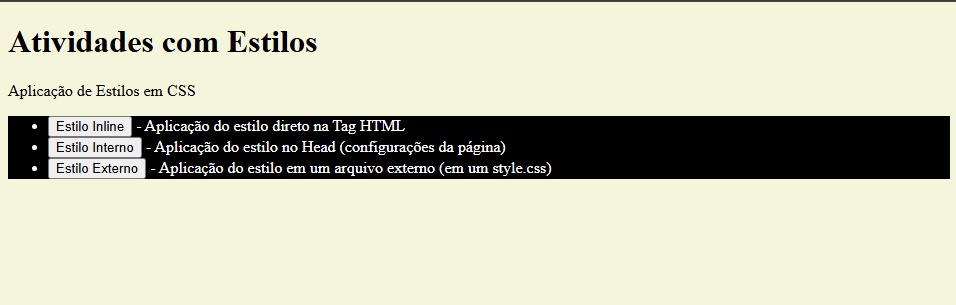 Atividades com Estilos
Aplicação de Estilos em CSS
Estilo Inline - Aplicação do estilo direto na Tag HTML
Estilo Interno - Aplicação do estilo no Head (configurações da página)
Estilo Externo - Aplicação do estilo em um arquivo externo (em um style.css)